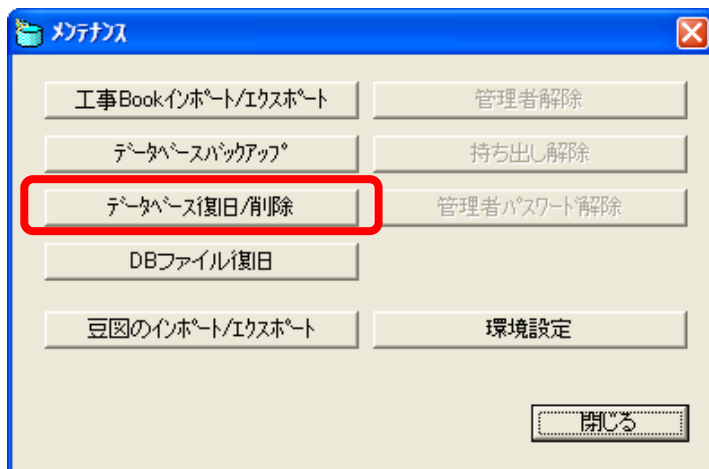 メンテナンス
工事Bookインポート/エクスポート
管理者解除
データベースバックアップ
持ち出し解除
データベース復旧/削除
管理者パスワード解除
DBファイル復旧
豆図のインポート/エクスポート
環境設定
閉じる